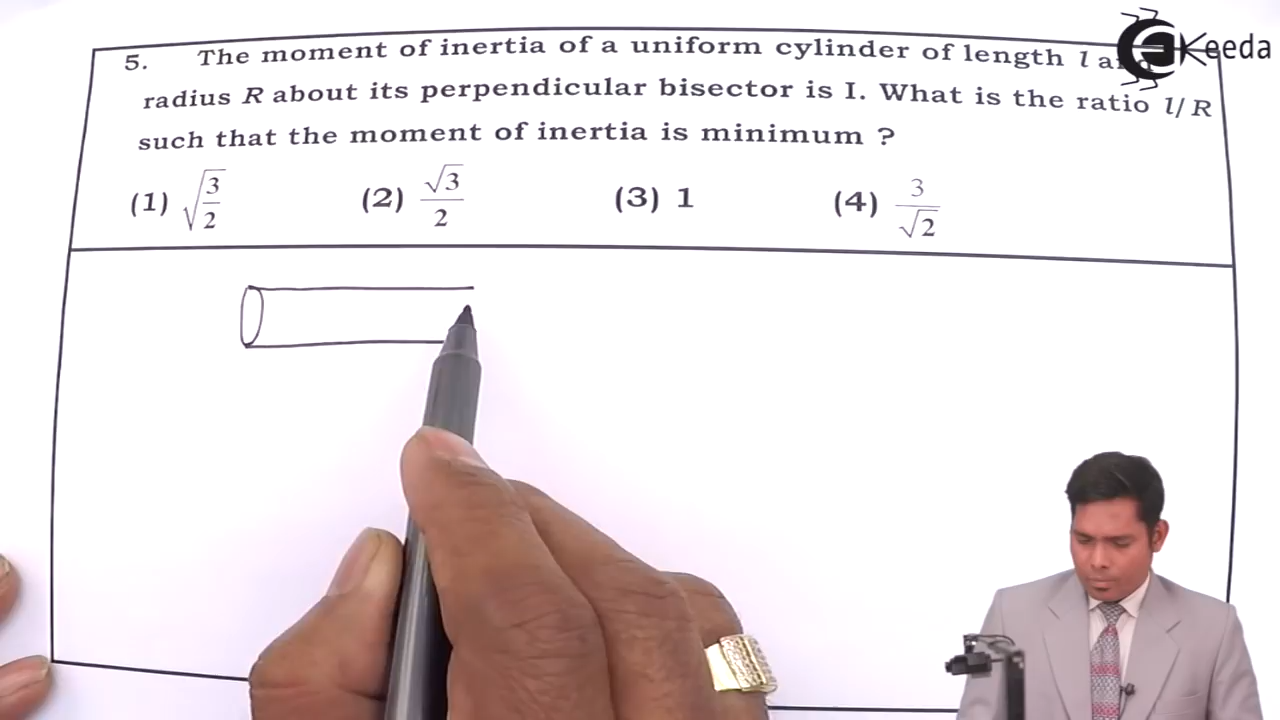 5. The moment of inertia of a uniform cylinder of length l and
radius R about its perpendicular bisector is I. What is the ratio l/R
such that the moment of inertia is minimum ?
(1) √(3/2) (2) √3/2 (3) 1 (4) 3/√2
eKeeda